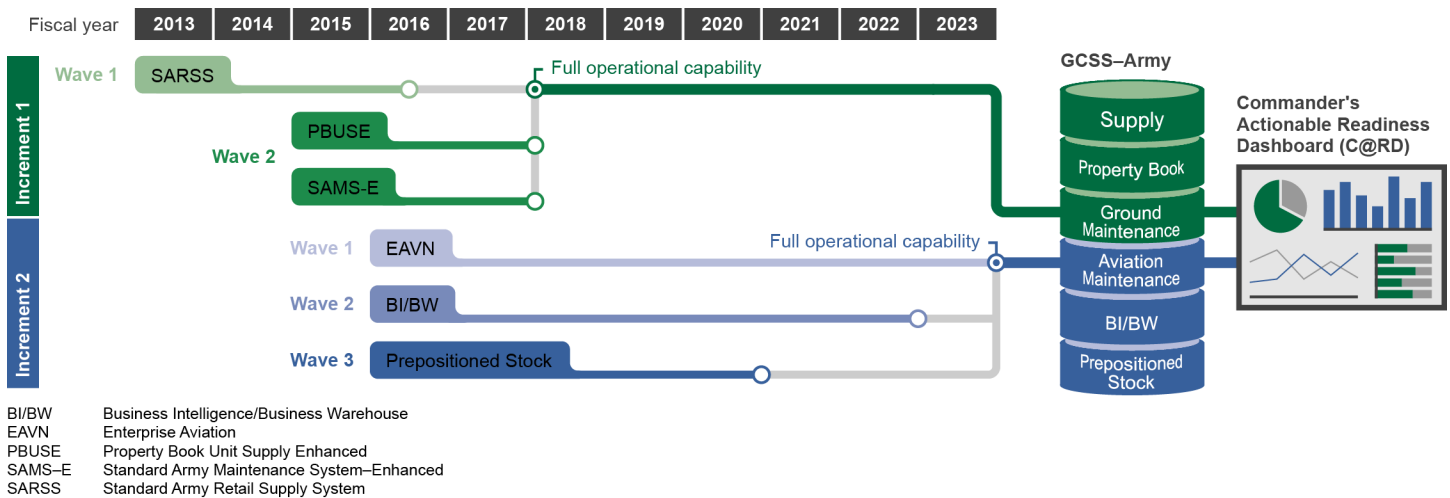 Fiscal year 2013 2014 2015 2016 2017 2018 2019 2020 2021 2022 2023
Increment 1
Wave 1
SARSS
Full operational capability
Wave 2
PBUSE
SAMS-E
Increment 2
Wave 1
EAVN
Full operational capability
Wave 2
BI/BW
Wave 3
Prepositioned Stock
GCSS–Army
Supply
Property Book
Ground
Maintenance
Aviation
Maintenance
BI/BW
Prepositioned
Stock
Commander's
Actionable Readiness
Dashboard (C@RD)
BI/BW Business Intelligence/Business Warehouse
EAVN Enterprise Aviation
PBUSE Property Book Unit Supply Enhanced
SAMS–E Standard Army Maintenance System–Enhanced
SARSS Standard Army Retail Supply System